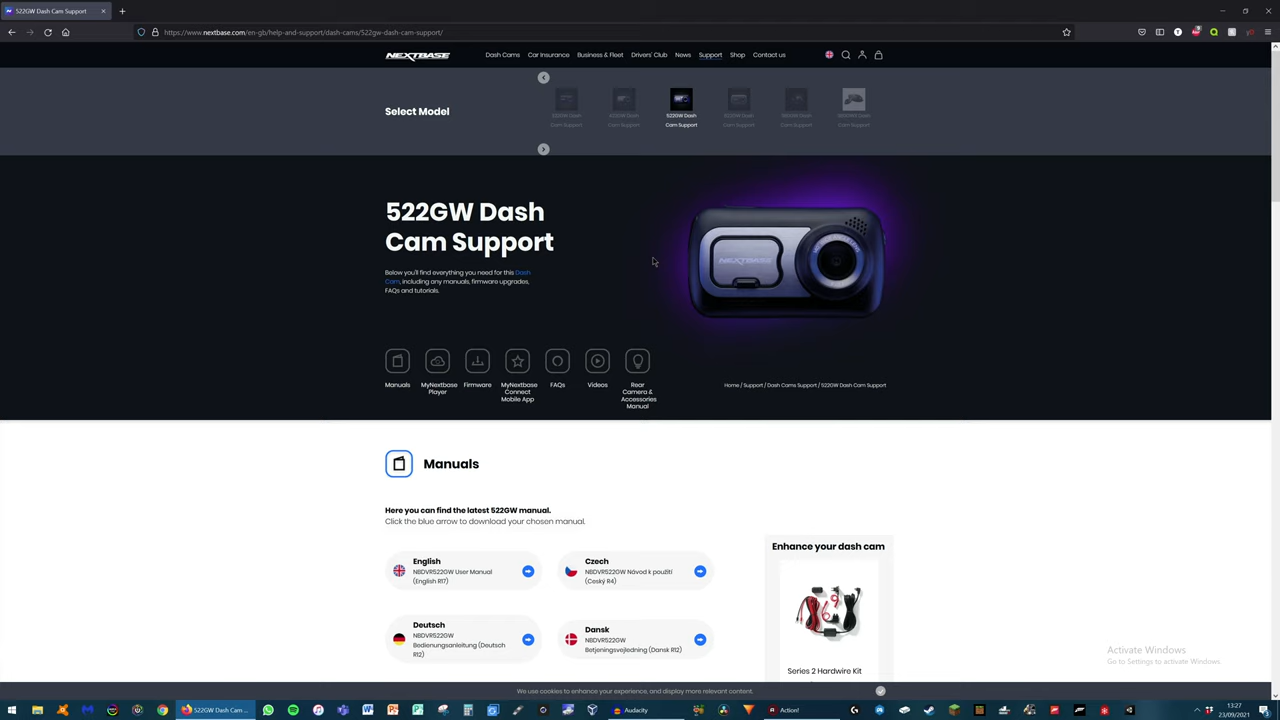 522GW Dash Cam Support
https://www.nextbase.com/en-gb/help-and-support/dash-cams/522gw-dash-cam-support/
NEXTBASE
Dash Cams
Car Insurance
Business & Fleet
Drivers' Club
News
Support
Shop
Contact us
Select Model
522GW Dash
Cam Support
522GW Dash
Cam Support
Below you'll find everything you need for this Dash
Cam, including any manuals, firmware upgrades,
FAQs and tutorials.
NEXTBASE
Manuals
MyNextbase
Player
Firmware
MyNextbase
Connect
Mobile App
FAQs
Videos
Rear
Camera &
Accessories
Manual
Home / Support / Dash Cams Support / 522GW Dash Cam Support
Manuals
Here you can find the latest 522GW manual.
Click the blue arrow to download your chosen manual.
Enhance your dash cam
English
NBDVR522GW User Manual
(English R17)
Czech
NBDVR522GW Návod k použití
(Ceský R4)
Deutsch
NBDVR522GW
Bedienungsanleitung (Deutsch
R12)
Dansk
NBDVR522GW
Betjeningsvejledning (Dansk R12)
Series 2 Hardwire Kit
Activate Windows
Go to Settings to activate Windows.
We use cookies to enhance your experience, and display more relevant content.
522GW Dash Cam ...
Audacity
Action!
13:27
23/09/2021